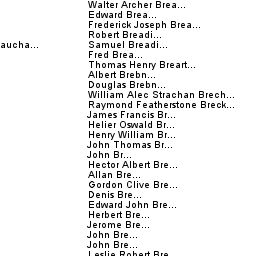 Walter Archer Brea...
Edward Brea...
Frederick Joseph Brea...
Robert Breadi...
aucha... Samuel Breadi...
Fred Brea...
Thomas Henry Breart...
Albert Brebn...
Douglas Brebn...
William Alec Strachan Brech...
Raymond Featherstone Breck...
James Francis Br...
Helier Oswald Br...
Henry William Br...
John Thomas Br...
John Br...
Hector Albert Bre...
Allan Bre...
Gordon Clive Bre...
Denis Bre...
Edward John Bre...
Herbert Bre...
Jerome Bre...
John Bre...
John Bre...
Leslie Robert Bre...